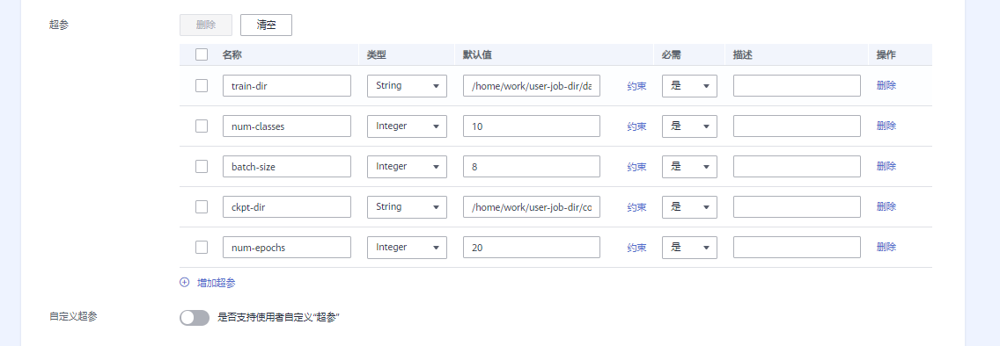 超参 删除 清空
名称 类型 默认值 必需 描述 操作
train-dir String /home/work/user-job-dir/da 约束 是 删除
num-classes Integer 10 约束 是 删除
batch-size Integer 8 约束 是 删除
ckpt-dir String /home/work/user-job-dir/co 约束 是 删除
num-epochs Integer 20 约束 是 删除
增加超参
自定义超参 是否支持使用者自定义"超参"